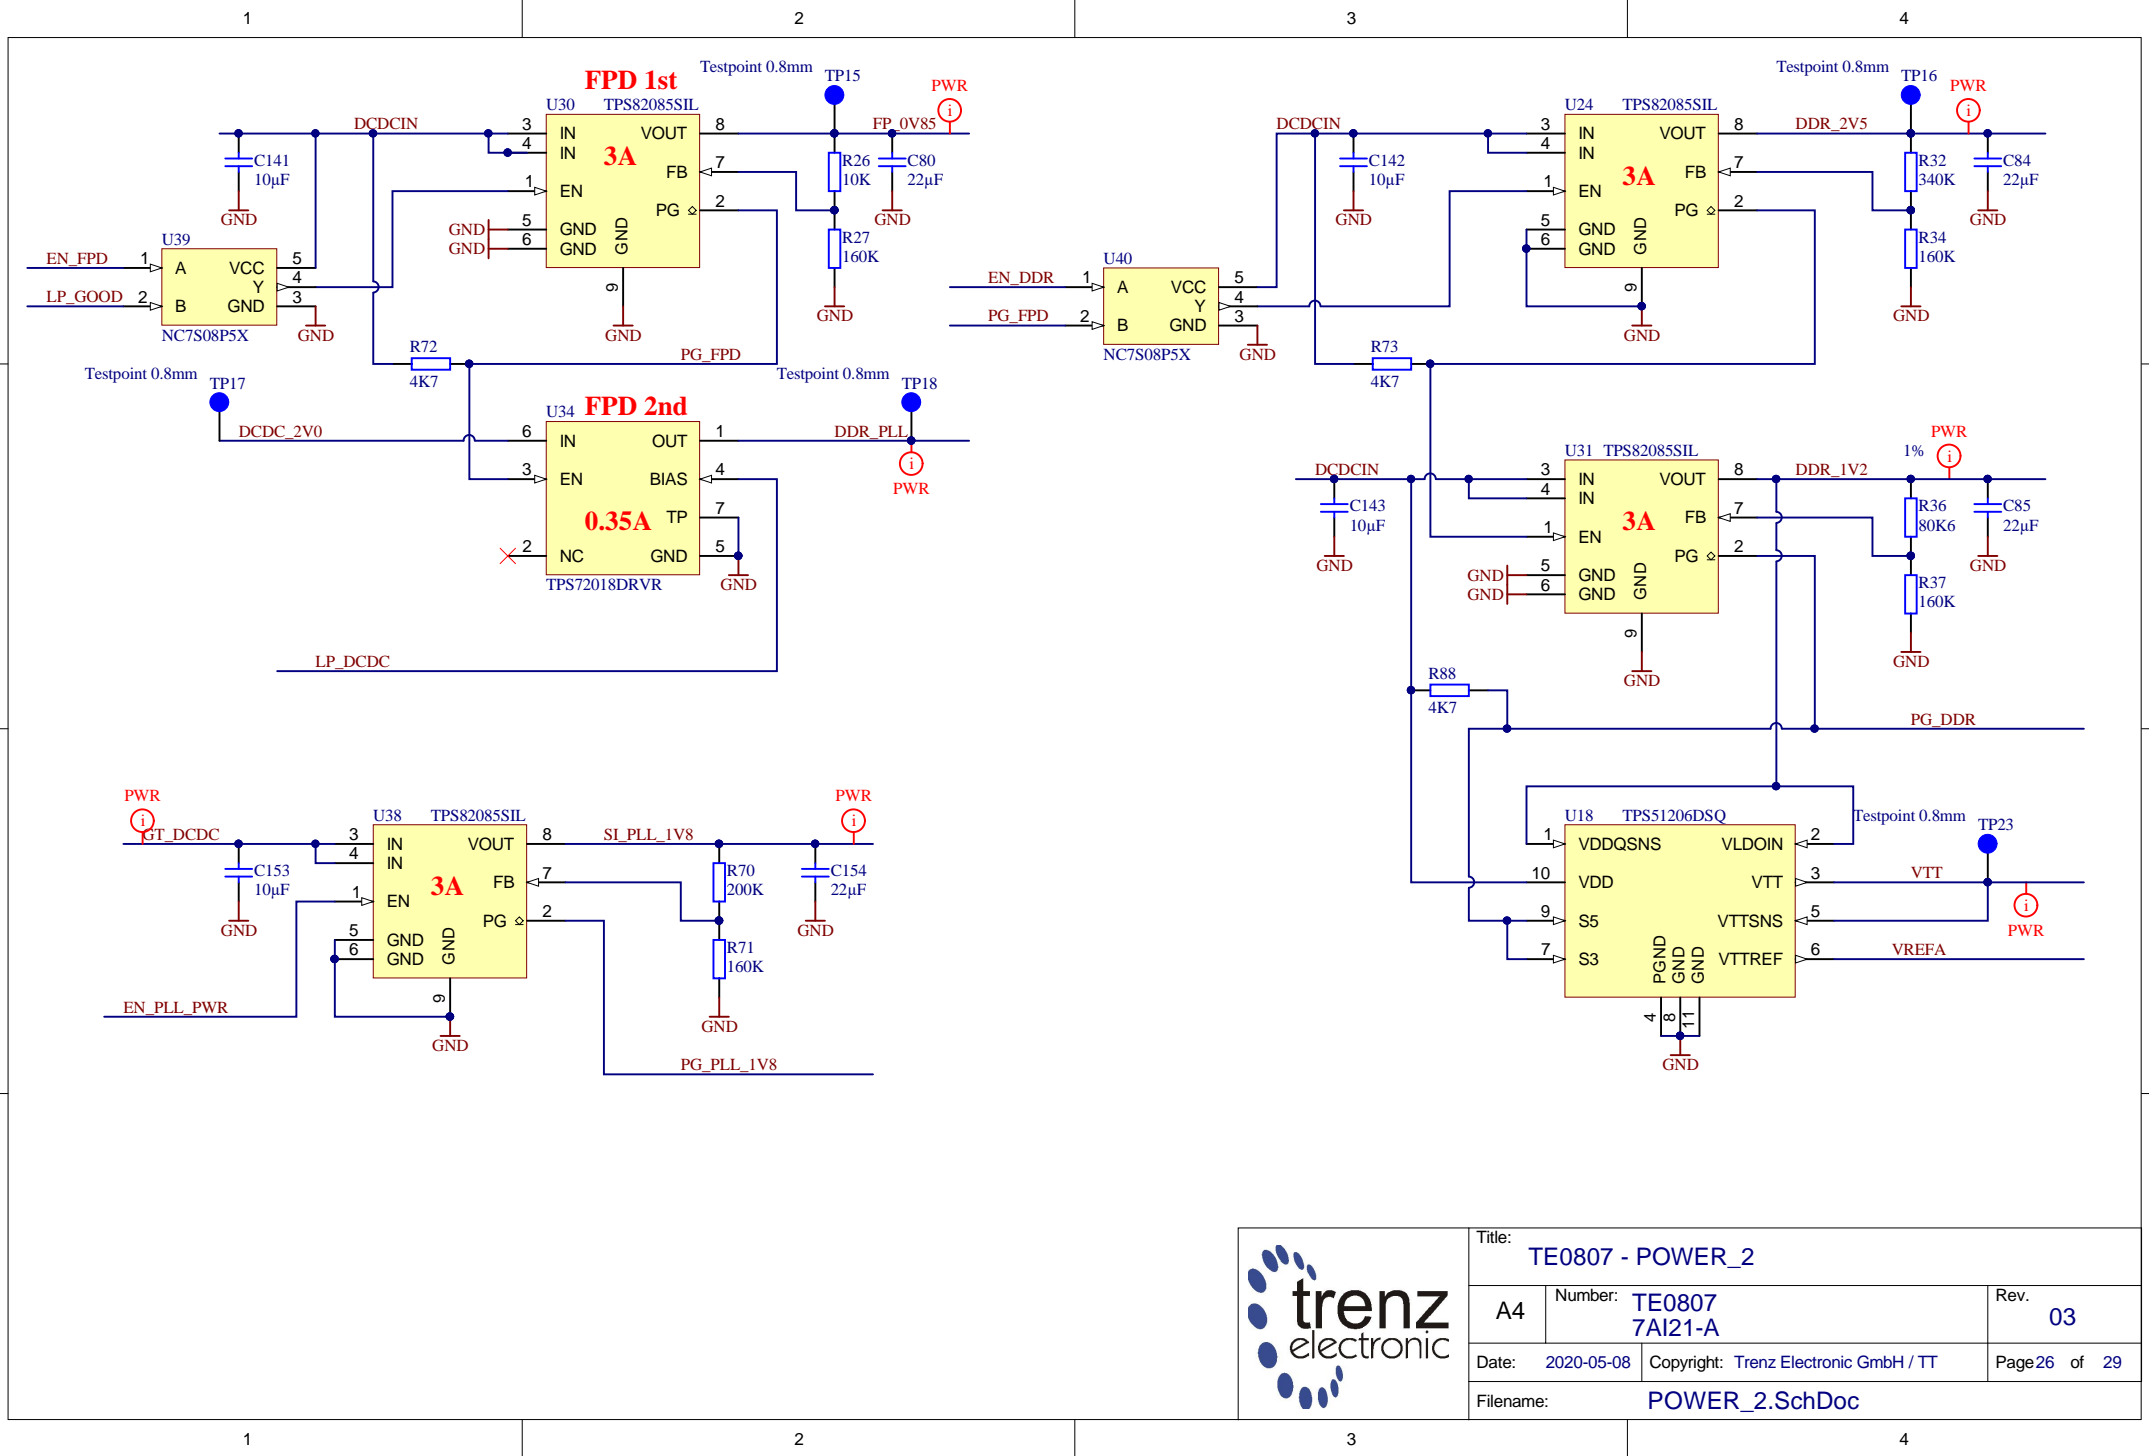 1
2
3
4
FPD 1st
Testpoint 0.8mm
TP15
PWR
U30
TPS82085SIL
DCDCIN
3
IN
VOUT
8
FP_0V85
4
IN
3A
C141
10µF
FB
7
R26
10K
C80
22µF
1
EN
PG
2
GND
GND
GND
5
GND
GND
6
GND
GND
R27
160K
9
GND
GND
U39
EN_FPD
1
A
VCC
5
Y
4
LP_GOOD
2
B
GND
3
NC7S08P5X
GND
R72
4K7
PG_FPD
Testpoint 0.8mm
TP17
Testpoint 0.8mm
TP18
U34
FPD 2nd
DCDC_2V0
6
IN
OUT
1
DDR_PLL
3
EN
BIAS
4
PWR
0.35A
TP
7
2
NC
GND
5
TPS72018DRVR
GND
LP_DCDC
PWR
U38
TPS82085SIL
PWR
GT_DCDC
3
IN
VOUT
8
SI_PLL_1V8
4
IN
C153
10µF
3A
FB
7
R70
200K
C154
22µF
1
EN
PG
2
GND
GND
5
GND
GND
6
GND
R71
160K
9
EN_PLL_PWR
GND
GND
PG_PLL_1V8
Testpoint 0.8mm
TP16
PWR
U24
TPS82085SIL
DCDCIN
3
IN
VOUT
8
DDR_2V5
4
IN
C142
10µF
3A
FB
7
R32
340K
C84
22µF
1
EN
PG
2
GND
GND
5
GND
GND
6
GND
R34
160K
9
GND
GND
U40
EN_DDR
1
A
VCC
5
Y
4
PG_FPD
2
B
GND
3
NC7S08P5X
GND
R73
4K7
U31
TPS82085SIL
1%
PWR
DCDCIN
3
IN
VOUT
8
DDR_1V2
4
IN
C143
10µF
3A
FB
7
R36
80K6
C85
22µF
1
EN
PG
2
GND
GND
GND
5
GND
GND
GND
6
GND
R37
160K
9
GND
GND
R88
4K7
PG_DDR
U18
TPS51206DSQ
Testpoint 0.8mm
TP23
1
VDDQSNS
VLDOIN
2
10
VDD
VTT
3
VTT
9
S5
VTTSNS
5
PWR
7
S3
VTTREF
6
VREFA
PGND
GND
GND
4
8
11
GND
trenz
electronic
Title:
TE0807 - POWER_2
A4
Number:
TE0807
7AI21-A
Rev.
03
Date: 2020-05-08
Copyright: Trenz Electronic GmbH / TT
Page 26 of 29
Filename:
POWER_2.SchDoc
1
2
3
4